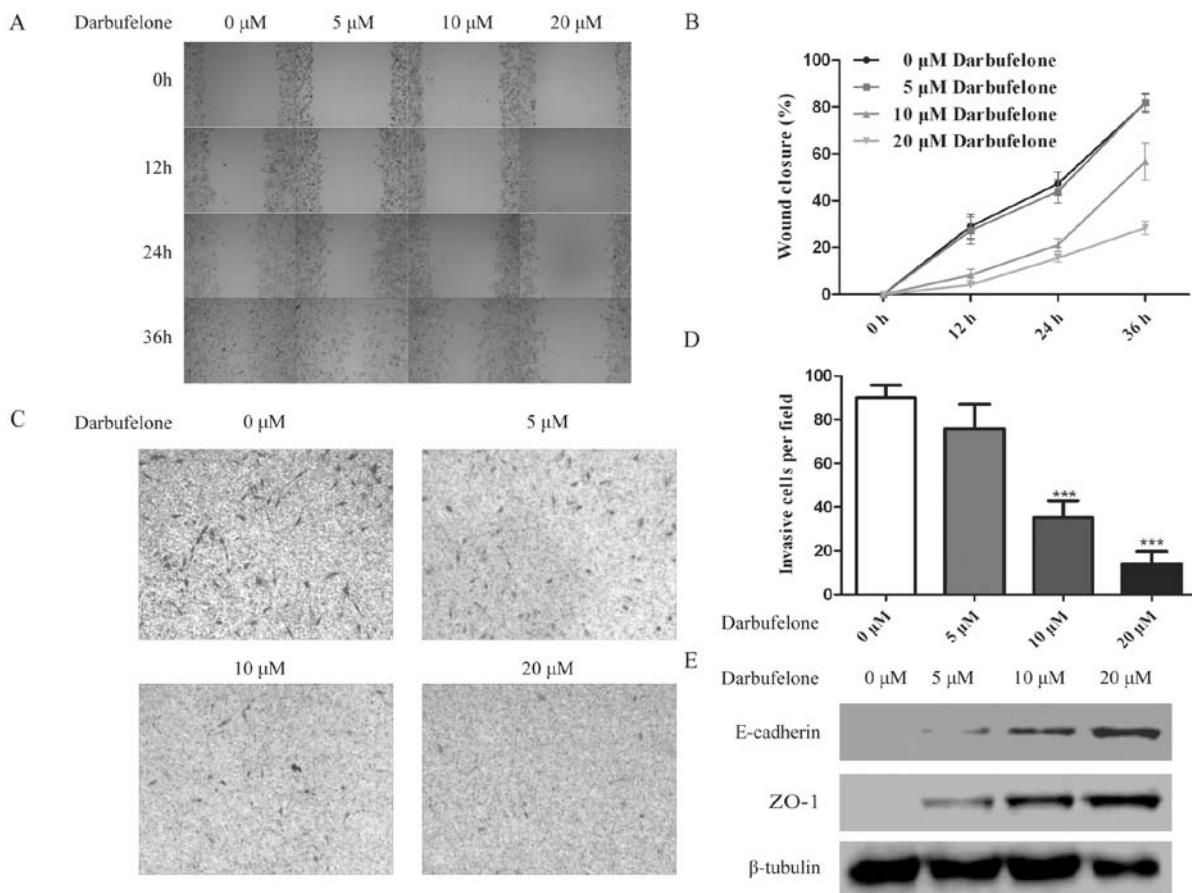 A
Darbufelone 0 µM 5 µM 10 µM 20 µM
0h
12h
24h
36h
B
Wound closure (%)
100
80
60
40
20
0
0 µM Darbufelone
5 µM Darbufelone
10 µM Darbufelone
20 µM Darbufelone
0 h 12 h 24 h 36 h
C
Darbufelone 0 µM 5 µM
10 µM 20 µM
D
Invasive cells per field
100
80
60
40
20
0
*** ***
Darbufelone 0 µM 5 µM 10 µM 20 µM
E
Darbufelone 0 µM 5 µM 10 µM 20 µM
E-cadherin
ZO-1
β-tubulin